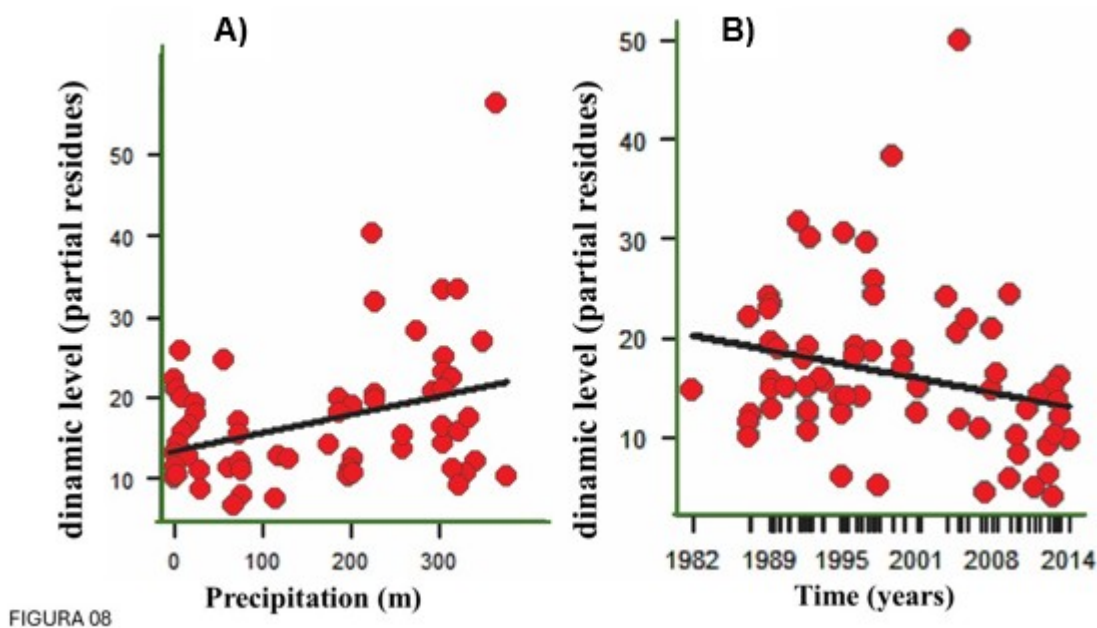 A)
dinamic level (partial residues)
50
40
30
20
10
0 100 200 300
Precipitation (m)
B)
dinamic level (partial residues)
50
40
30
20
10
1982 1989 1995 2001 2008 2014
Time (years)
FIGURA 08